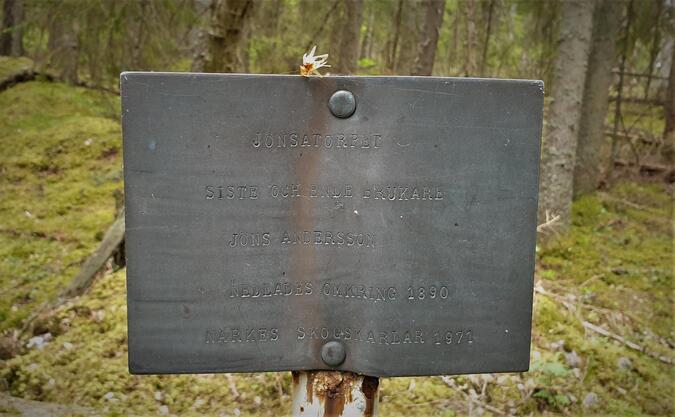 JÖNSATORPET
SISTE OCH ENDE BRUKARE
JÖNS ANDERSSON
NEDLADES OMKRING 1890
NÄRKES SKOGSKARLAR 1971